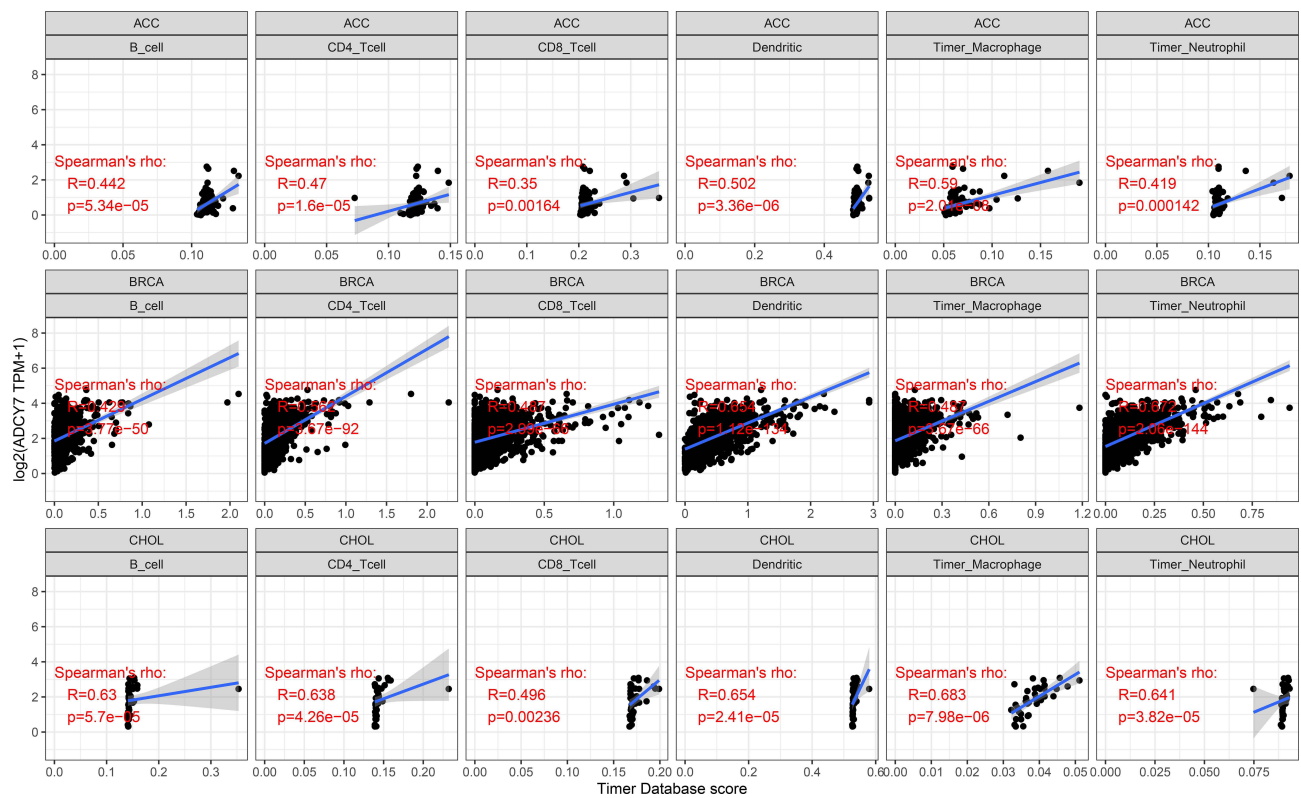 ACC ACC ACC ACC ACC ACC
B_cell CD4_Tcell CD8_Tcell Dendritic Timer_Macrophage Timer_Neutrophil
8
6
4
2
0
Spearman's rho: Spearman's rho: Spearman's rho: Spearman's rho: Spearman's rho: Spearman's rho:
R=0.442 R=0.47 R=0.35 R=0.502 R=0.59 R=0.419
p=5.34e−05 p=1.6e−05 p=0.00164 p=3.36e−06 p=0.000142
0.00 0.05 0.10 0.00 0.05 0.10 0.15 0.0 0.1 0.2 0.3 0.0 0.2 0.4 0.00 0.05 0.10 0.15 0.00 0.05 0.10 0.15
BRCA BRCA BRCA BRCA BRCA BRCA
B_cell CD4_Tcell CD8_Tcell Dendritic Timer_Macrophage Timer_Neutrophil
log2(ADCY7 TPM+1)
8
6
4
2
0
Spearman's rho: Spearman's rho: Spearman's rho: Spearman's rho: Spearman's rho: Spearman's rho:
0.0 0.5 1.0 1.5 2.0 0.0 0.5 1.0 1.5 2.0 0.0 0.5 1.0 0 1 2 3 0.0 0.3 0.6 0.9 1.2 0.00 0.25 0.50 0.75
CHOL CHOL CHOL CHOL CHOL CHOL
B_cell CD4_Tcell CD8_Tcell Dendritic Timer_Macrophage Timer_Neutrophil
8
6
4
2
0
Spearman's rho: Spearman's rho: Spearman's rho: Spearman's rho: Spearman's rho: Spearman's rho:
R=0.63 R=0.638 R=0.496 R=0.654 R=0.683 R=0.641
p=5.7e−05 p=4.26e−05 p=0.00236 p=2.41e−05 p=7.98e−06 p=3.82e−05
0.0 0.1 0.2 0.3 0.00 0.05 0.10 0.15 0.20 0.00 0.05 0.10 0.15 0.20 0.0 0.2 0.4 0.6 0.00 0.01 0.02 0.03 0.04 0.05 0.000 0.025 0.050 0.075
Timer Database score